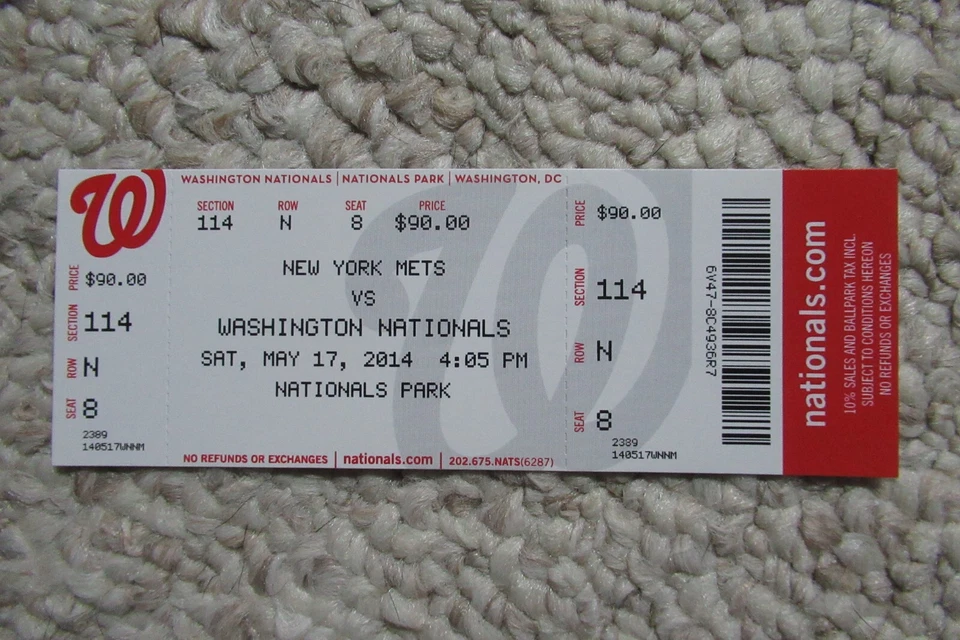 W
PRICE
$90.00
SECTION
114
ROW
N
SEAT
8
2389
140517WNNM
WASHINGTON NATIONALS | NATIONALS PARK | WASHINGTON, DC
SECTION ROW SEAT PRICE
114 N 8 $90.00
NEW YORK METS
VS
WASHINGTON NATIONALS
SAT, MAY 17, 2014 4:05 PM
NATIONALS PARK
NO REFUNDS OR EXCHANGES | nationals.com | 202.675.NATS(6287)
PRICE
$90.00
SECTION
114
ROW
N
SEAT
8
2389
140517WNNM
6V47-8C4936R7
nationals.com
10% SALES AND BALLPARK TAX INCL.
SUBJECT TO CONDITIONS HEREON
NO REFUNDS OR EXCHANGES